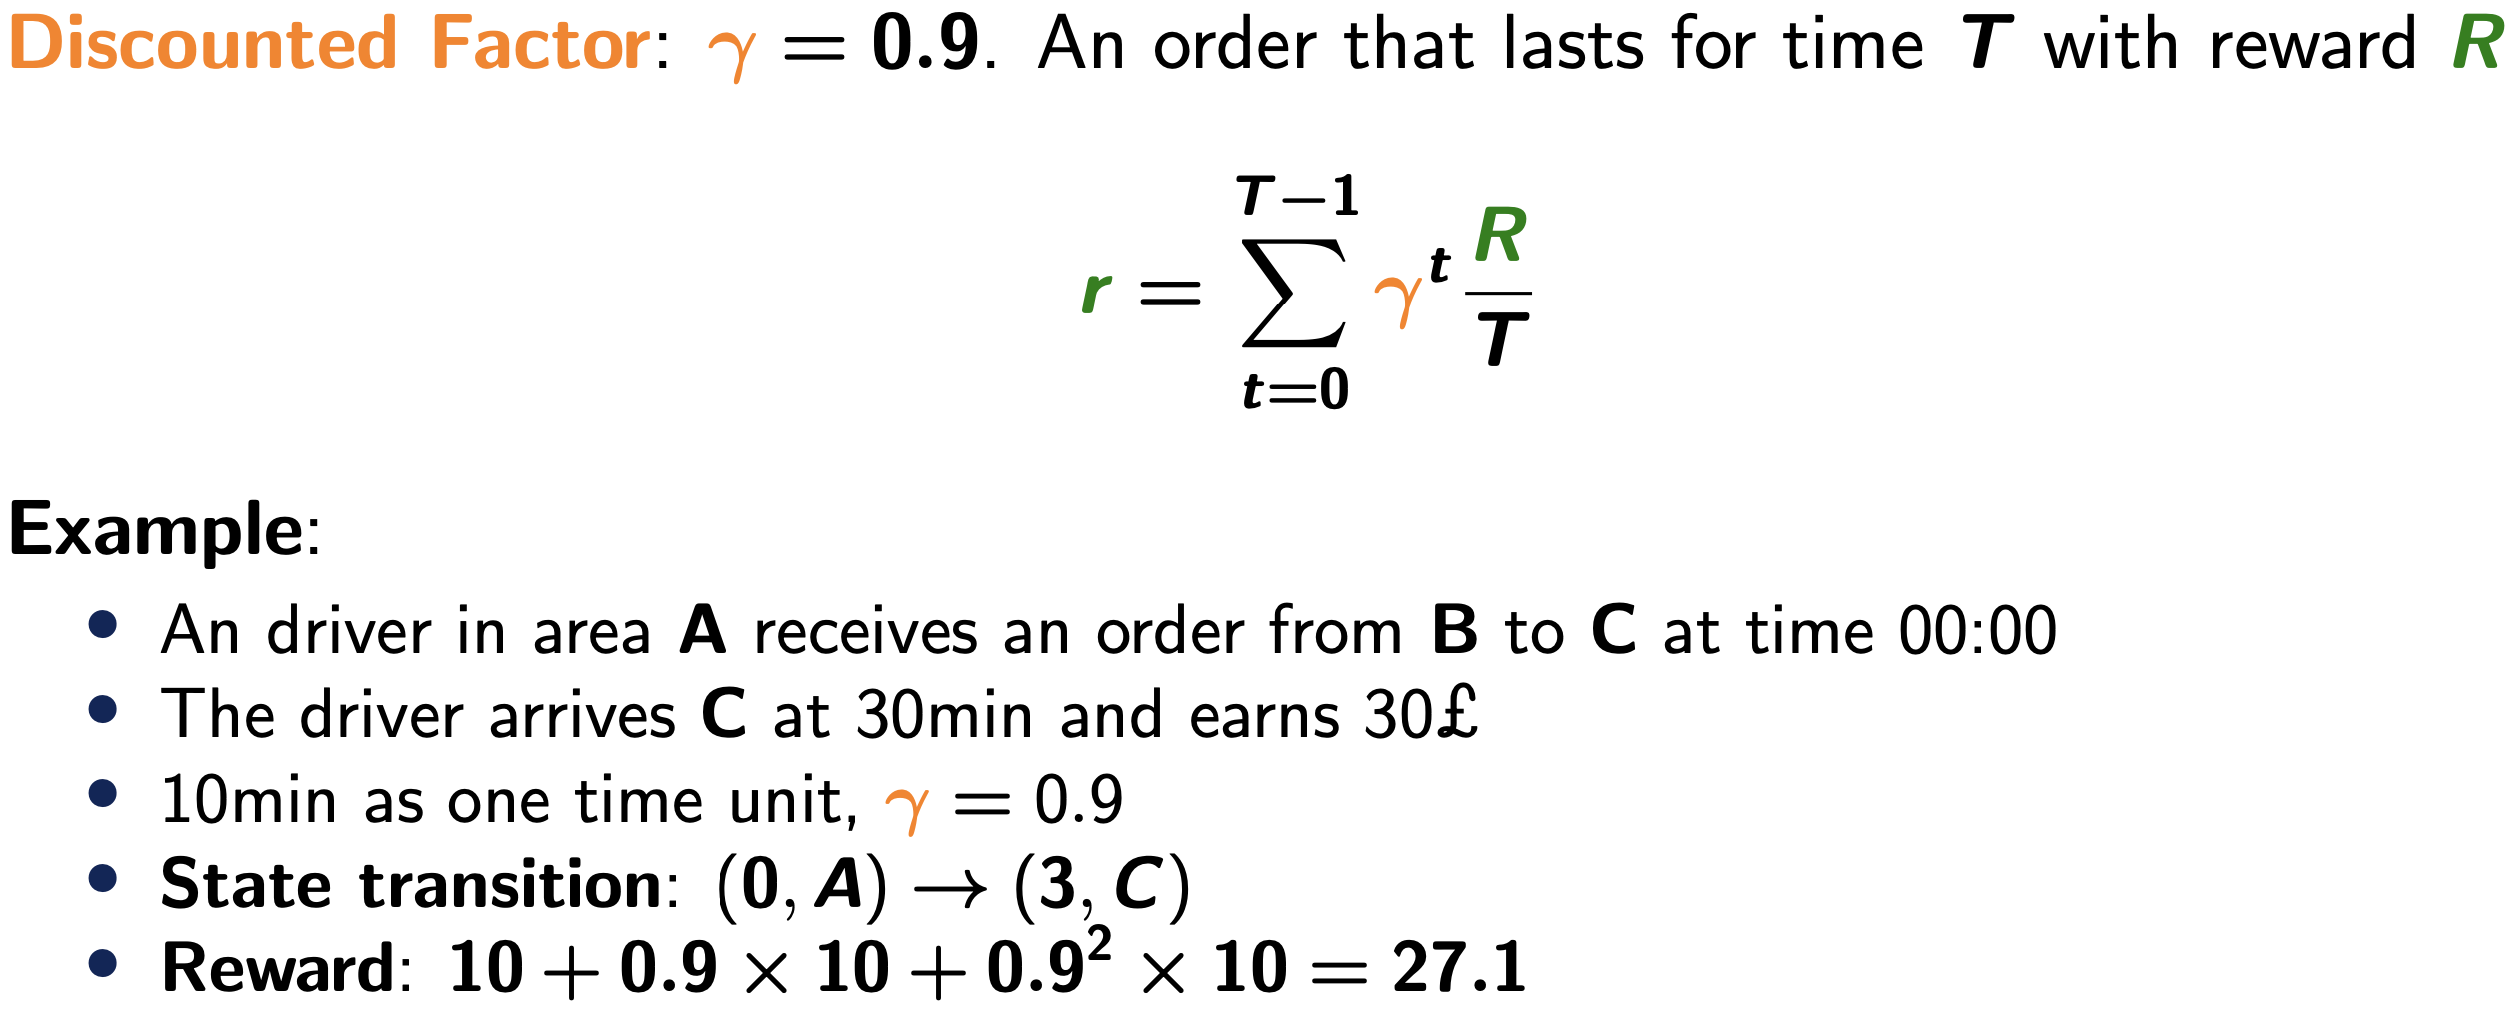 Discounted Factor: γ = 0.9. An order that lasts for time T with reward R
r = \sum_{t=0}^{T-1} γ^t \frac{R}{T}
Example:
• An driver in area A receives an order from B to C at time 00:00
• The driver arrives C at 30min and earns 30£
• 10min as one time unit, γ = 0.9
• State transition: (0, A) → (3, C)
• Reward: 10 + 0.9 × 10 + 0.9² × 10 = 27.1